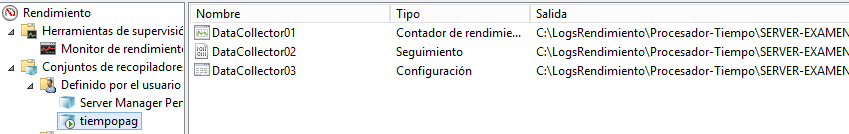 Rendimiento
Herramientas de supervisió
Monitor de rendimiento
Conjuntos de recopiladores
Definido por el usuario
Server Manager Per
tiempopag
Nombre Tipo Salida
DataCollector01 Contador de rendimie... C:\LogsRendimiento\Procesador-Tiempo\SERVER-EXAMEN
DataCollector02 Seguimiento C:\LogsRendimiento\Procesador-Tiempo\SERVER-EXAMEN
DataCollector03 Configuración C:\LogsRendimiento\Procesador-Tiempo\SERVER-EXAMEN